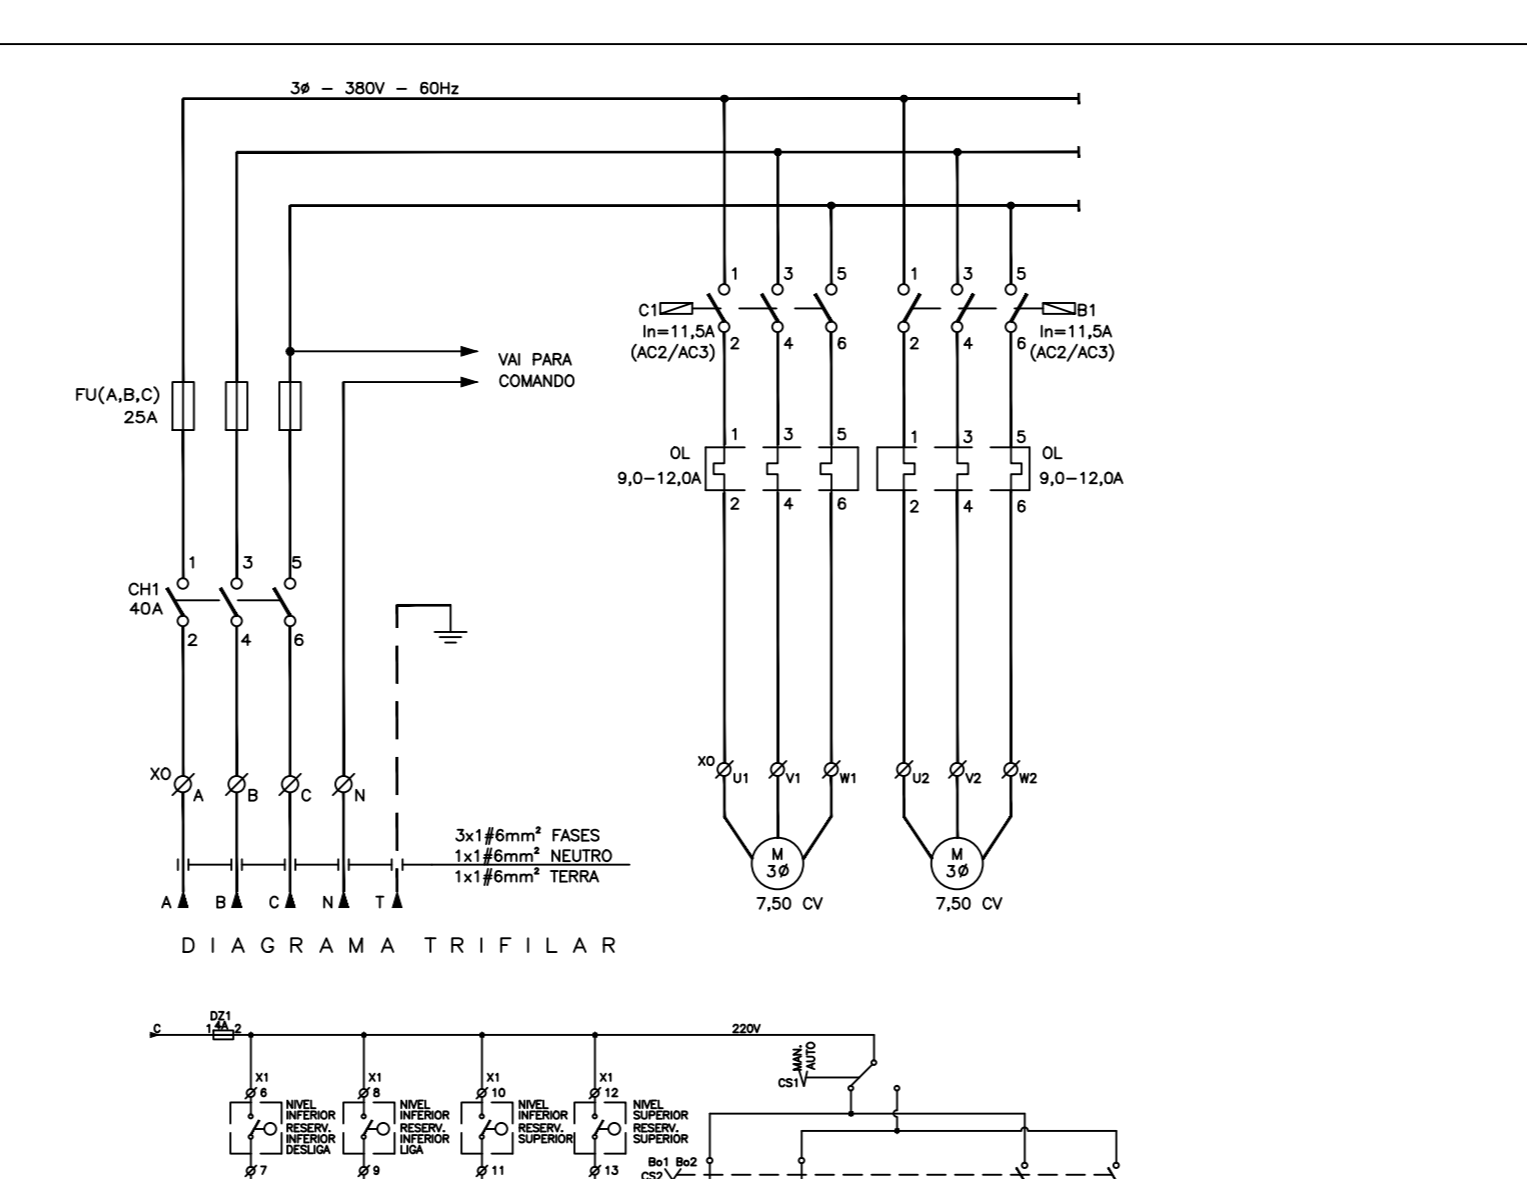 3ø – 380V – 60Hz
1 3 5 1 3 5
C1 B1
In=11,5A In=11,5A
(AC2/AC3) (AC2/AC3)
2 4 6 2 4 6
VAI PARA
COMANDO
FU(A,B,C)
25A
1 3 5 1 3 5
OL OL
9,0–12,0A 9,0–12,0A
2 4 6 2 4 6
1 3 5
CH1
40A
2 4 6
X0 U1 V1 W1 U2 V2 W2
X0 A B C N
3x1#6mm² FASES
1x1#6mm² NEUTRO
1x1#6mm² TERRA
M M
3Ø 3Ø
A B C N T
7,50 CV 7,50 CV
DIAGRAMA TRIFILAR
DZ1
C 1 4A 2 220V
MAN.
AUTO
CS1
X1 X1 X1 X1
6 8 10 12
NIVEL
INFERIOR
RESERV.
INFERIOR
DESLIGA
NIVEL
INFERIOR
RESERV.
INFERIOR
LIGA
NIVEL
INFERIOR
RESERV.
SUPERIOR
NIVEL
SUPERIOR
RESERV.
SUPERIOR
7 9 11 13
Bo1 Bo2
CS2